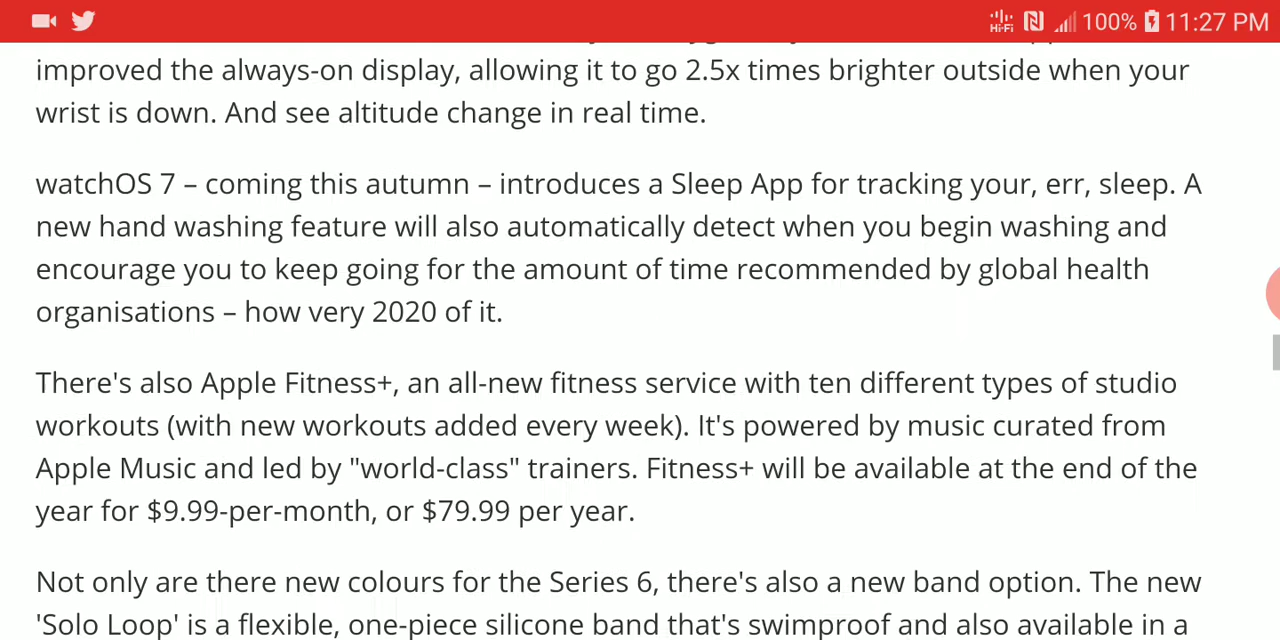 Hi-Fi 100% 11:27 PM
improved the always-on display, allowing it to go 2.5x times brighter outside when your
wrist is down. And see altitude change in real time.
watchOS 7 – coming this autumn – introduces a Sleep App for tracking your, err, sleep. A
new hand washing feature will also automatically detect when you begin washing and
encourage you to keep going for the amount of time recommended by global health
organisations – how very 2020 of it.
There's also Apple Fitness+, an all-new fitness service with ten different types of studio
workouts (with new workouts added every week). It's powered by music curated from
Apple Music and led by "world-class" trainers. Fitness+ will be available at the end of the
year for $9.99-per-month, or $79.99 per year.
Not only are there new colours for the Series 6, there's also a new band option. The new
'Solo Loop' is a flexible, one-piece silicone band that's swimproof and also available in a